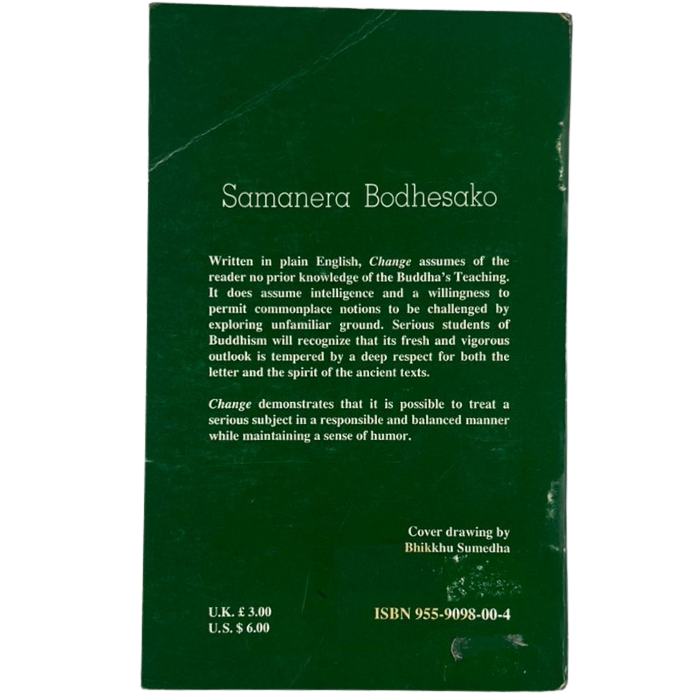 Samanera Bodhesako
Written in plain English, Change assumes of the
reader no prior knowledge of the Buddha's Teaching.
It does assume intelligence and a willingness to
permit commonplace notions to be challenged by
exploring unfamiliar ground. Serious students of
Buddhism will recognize that its fresh and vigorous
outlook is tempered by a deep respect for both the
letter and the spirit of the ancient texts.
Change demonstrates that it is possible to treat a
serious subject in a responsible and balanced manner
while maintaining a sense of humor.
Cover drawing by
Bhikkhu Sumedha
U.K. £ 3.00
U.S. $ 6.00
ISBN 955-9098-00-4